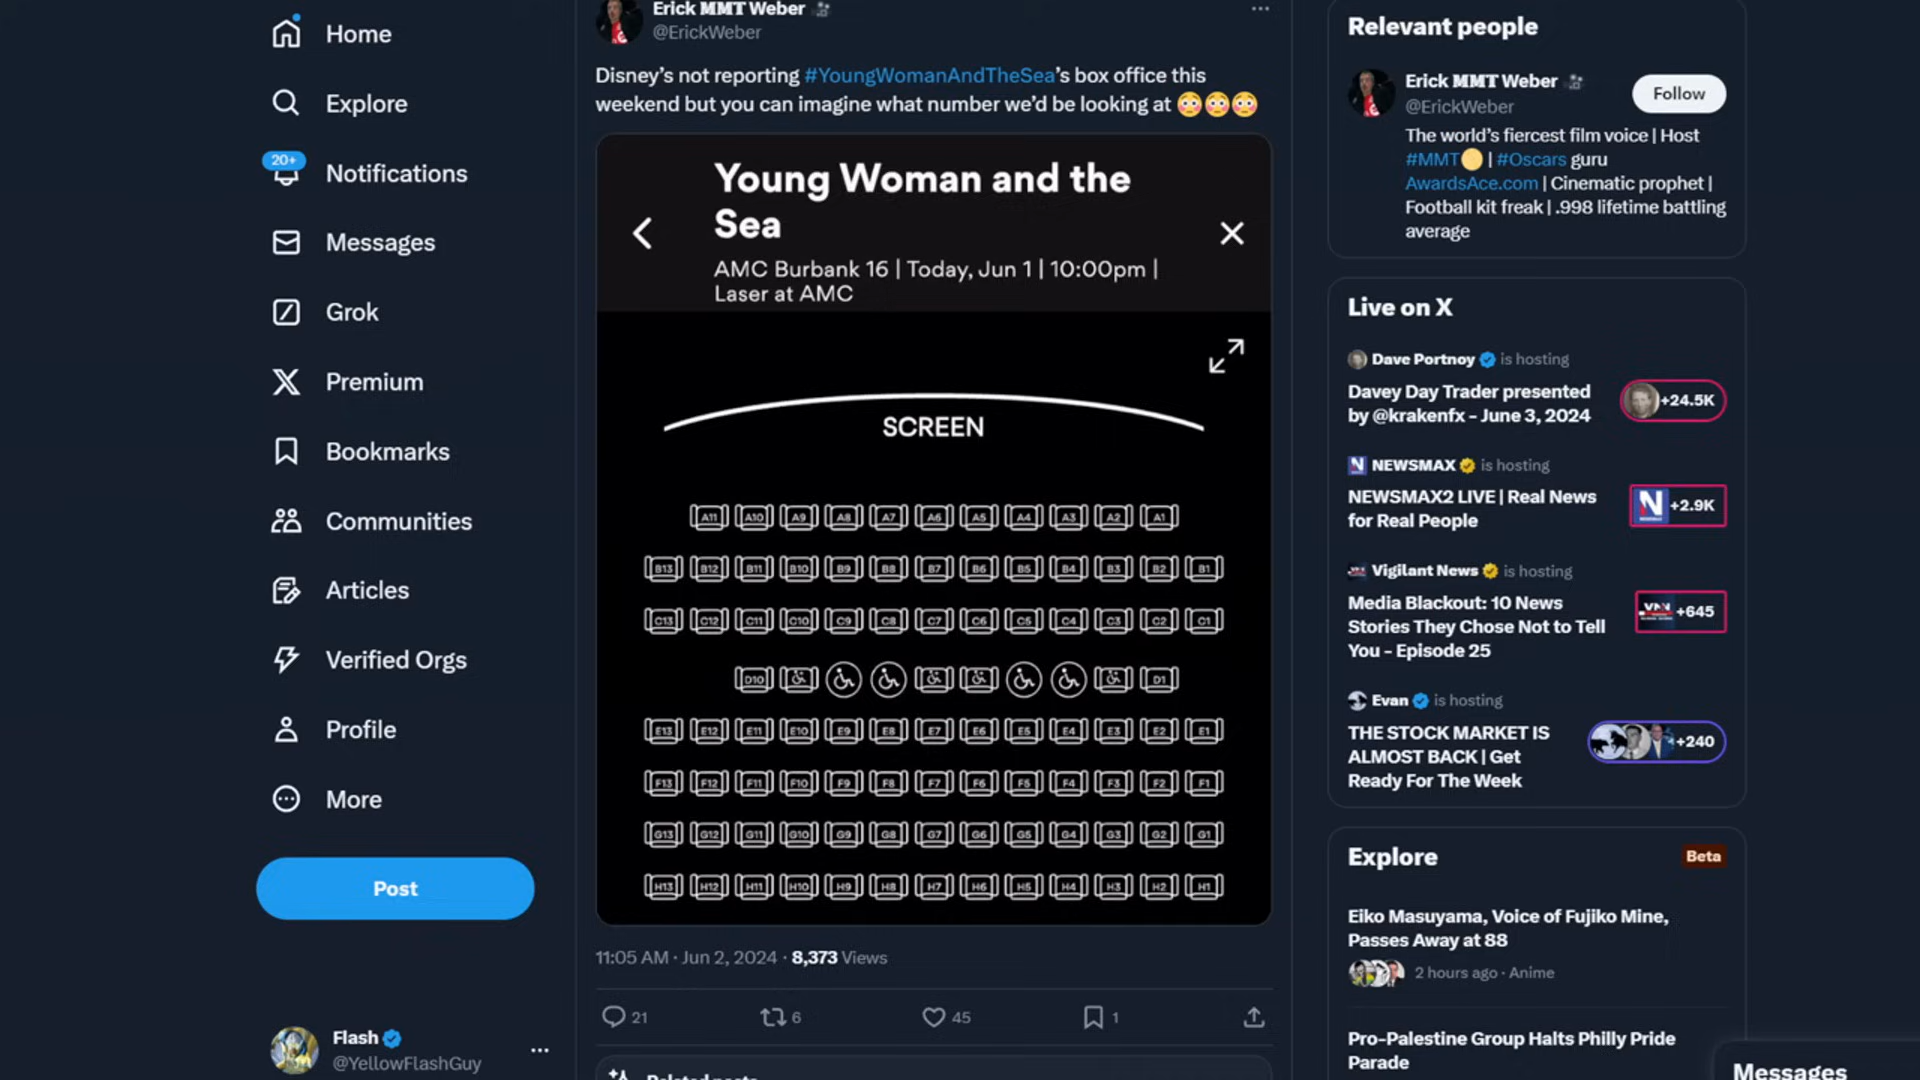 Home
Explore
20+
Notifications
Messages
Grok
Premium
Bookmarks
Communities
Articles
Verified Orgs
Profile
More
Post
Flash
@YellowFlashGuy
Erick MMT Weber
@ErickWeber
Disney's not reporting #YoungWomanAndTheSea's box office this
weekend but you can imagine what number we'd be looking at 😳😳😳
Young Woman and the
Sea
AMC Burbank 16 | Today, Jun 1 | 10:00pm |
Laser at AMC
SCREEN
A11 A10 A9 A8 A7 A6 A5 A4 A3 A2 A1
B13 B12 B11 B10 B9 B8 B7 B6 B5 B4 B3 B2 B1
C13 C12 C11 C10 C9 C8 C7 C6 C5 C4 C3 C2 C1
D10 D1
E13 E12 E11 E10 E9 E8 E7 E6 E5 E4 E3 E2 E1
F13 F12 F11 F10 F9 F8 F7 F6 F5 F4 F3 F2 F1
G13 G12 G11 G10 G9 G8 G7 G6 G5 G4 G3 G2 G1
H13 H12 H11 H10 H9 H8 H7 H6 H5 H4 H3 H2 H1
11:05 AM · Jun 2, 2024 · 8,373 Views
21 6 45 1
Related posts
Relevant people
Erick MMT Weber
@ErickWeber
Follow
The world's fiercest film voice | Host
#MMT | #Oscars guru
AwardsAce.com | Cinematic prophet |
Football kit freak | .998 lifetime battling
average
Live on X
Dave Portnoy is hosting
Davey Day Trader presented
by @krakenfx – June 3, 2024
+24.5K
NEWSMAX is hosting
NEWSMAX2 LIVE | Real News
for Real People
+2.9K
Vigilant News is hosting
Media Blackout: 10 News
Stories They Chose Not to Tell
You – Episode 25
+645
Evan is hosting
THE STOCK MARKET IS
ALMOST BACK | Get
Ready For The Week
+240
Explore
Beta
Eiko Masuyama, Voice of Fujiko Mine,
Passes Away at 88
2 hours ago · Anime
Pro-Palestine Group Halts Philly Pride
Parade
Messages